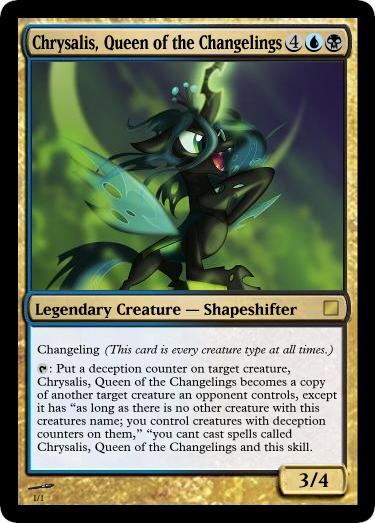 Chrysalis, Queen of the Changelings 4
Legendary Creature — Shapeshifter
Changeling (This card is every creature type at all times.)
: Put a deception counter on target creature,
Chrysalis, Queen of the Changelings becomes a copy
of another target creature an opponent controls, except
it has “as long as there is no other creature with this
creatures name; you control creatures with deception
counters on them,” “you cant cast spells called
Chrysalis, Queen of the Changelings and this skill.
3/4
1/1